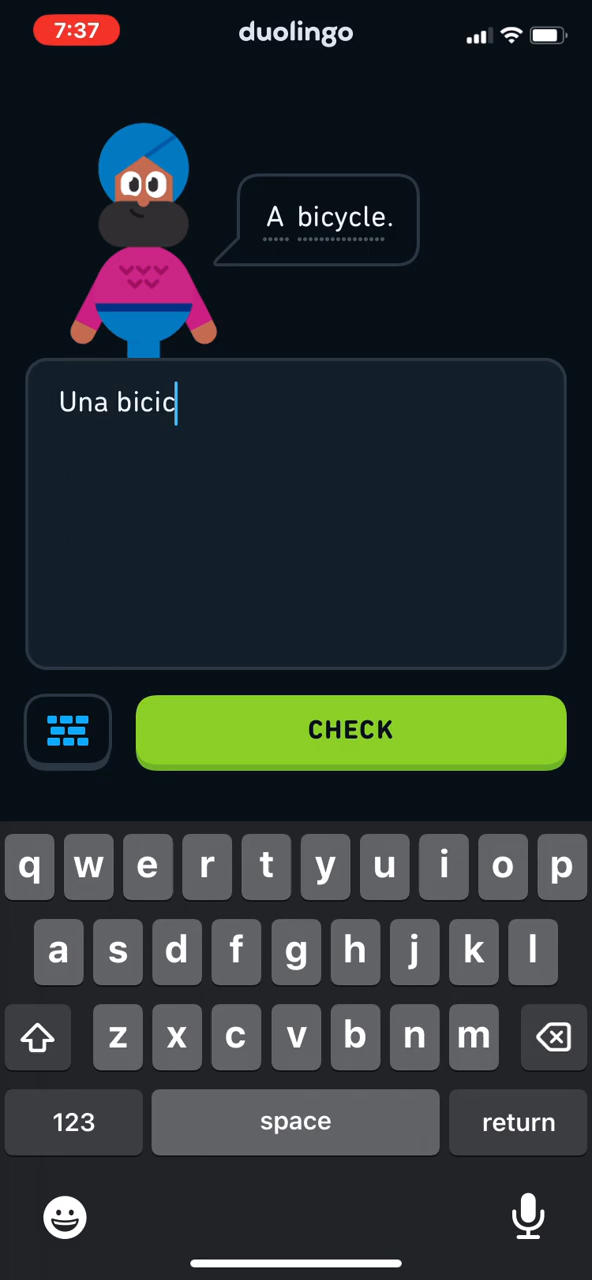 7:37
duolingo
A bicycle.
Una bicic
CHECK
q w e r t y u i o p
a s d f g h j k l
z x c v b n m
123 space return